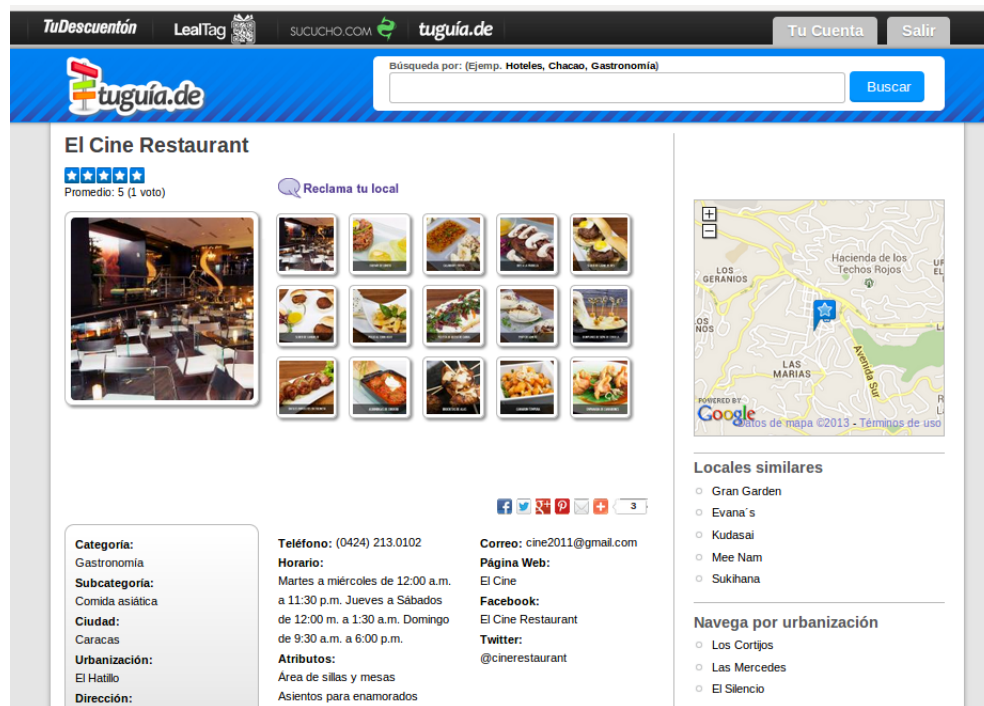 TuDescuentón
LealTag
SUCUCHO.COM
tuguía.de
Tu Cuenta
Salir
tuguía.de
Búsqueda por: (Ejemp. Hoteles, Chacao, Gastronomía)
Buscar
El Cine Restaurant
Promedio: 5 (1 voto)
Reclama tu local
+
−
Hacienda de los
Techos Rojos
LOS
GERANIOS
LAS
MARIAS
Avenida Sur
POWERED BY
Google
Datos de mapa ©2013 - Términos de uso
3
Categoría:
Gastronomía
Subcategoría:
Comida asiática
Ciudad:
Caracas
Urbanización:
El Hatillo
Dirección:
Teléfono: (0424) 213.0102
Horario:
Martes a miércoles de 12:00 a.m.
a 11:30 p.m. Jueves a Sábados
de 12:00 m. a 1:30 a.m. Domingo
de 9:30 a.m. a 6:00 p.m.
Atributos:
Área de sillas y mesas
Asientos para enamorados
Correo: cine2011@gmail.com
Página Web:
El Cine
Facebook:
El Cine Restaurant
Twitter:
@cinerestaurant
Locales similares
Gran Garden
Evana´s
Kudasai
Mee Nam
Sukihana
Navega por urbanización
Los Cortijos
Las Mercedes
El Silencio